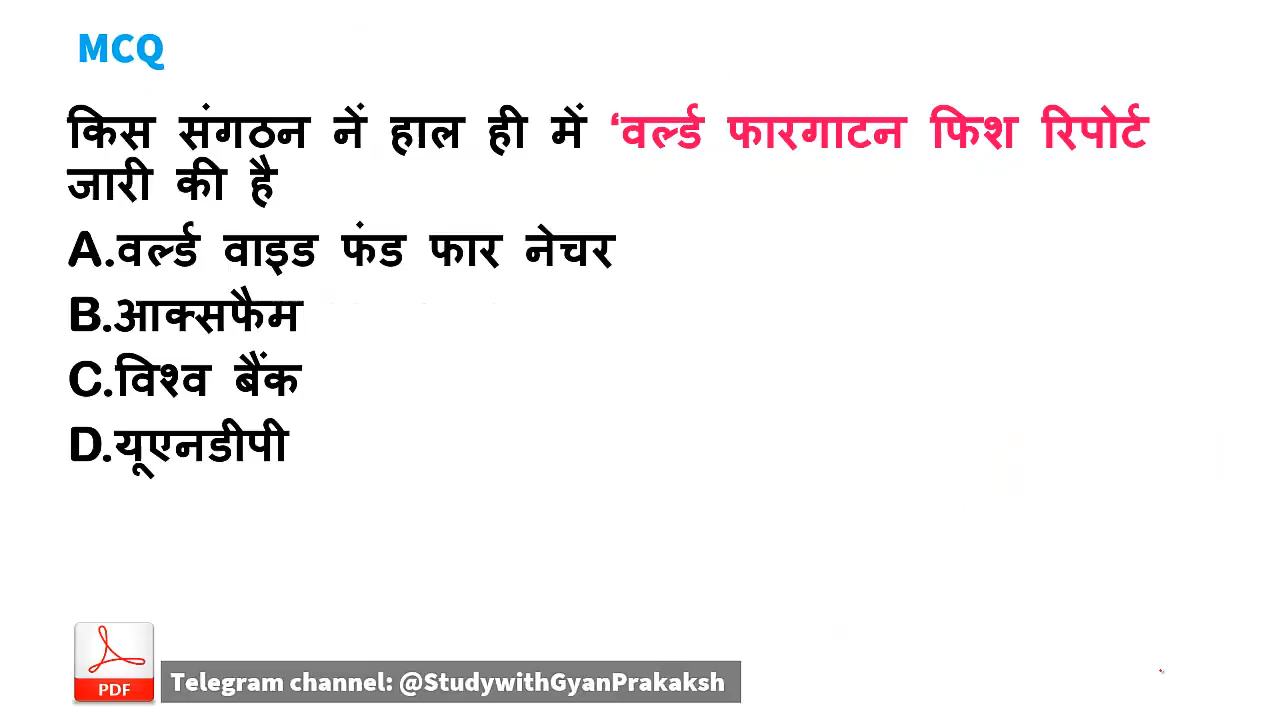 MCQ
किस संगठन नें हाल ही में ‘वर्ल्ड फारगाटन फिश रिपोर्ट
जारी की है
A.वर्ल्ड वाइड फंड फार नेचर
B.आक्सफैम
C.विश्व बैंक
D.यूएनडीपी
PDF
Telegram channel: @StudywithGyanPrakaksh